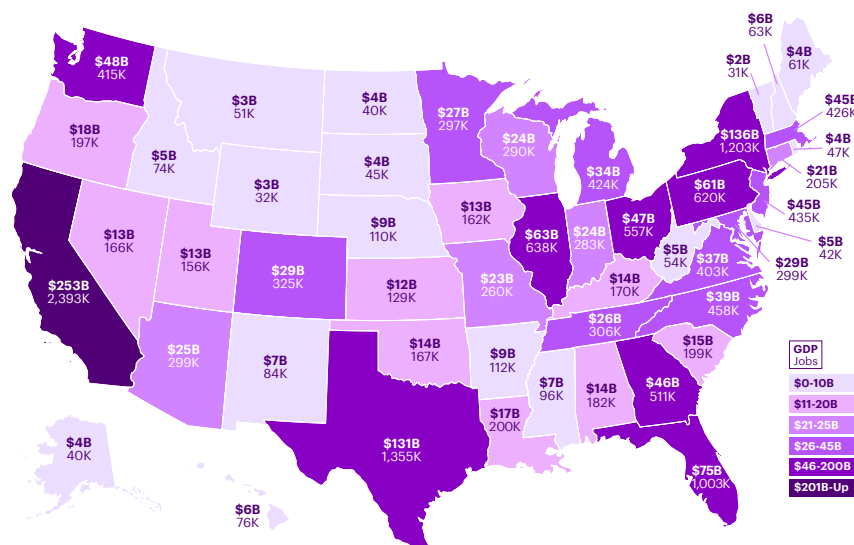 $6B
63K
$2B
31K
$4B
61K
$48B
415K
$3B
51K
$4B
40K
$27B
297K
$45B
426K
$18B
197K
$5B
74K
$4B
45K
$24B
290K
$34B
424K
$136B
1,203K
$4B
47K
$3B
32K
$21B
205K
$61B
620K
$45B
435K
$13B
166K
$13B
156K
$9B
110K
$13B
162K
$63B
638K
$24B
283K
$47B
557K
$5B
54K
$5B
42K
$29B
299K
$37B
403K
$253B
2,393K
$29B
325K
$12B
129K
$23B
260K
$14B
170K
$39B
458K
$26B
306K
$25B
299K
$7B
84K
$14B
167K
$9B
112K
$15B
199K
$7B
96K
$14B
182K
$46B
511K
$17B
200K
$131B
1,355K
$75B
1,003K
$4B
40K
$6B
76K
GDP
Jobs
$0-10B
$11-20B
$21-25B
$26-45B
$46-200B
$201B-Up